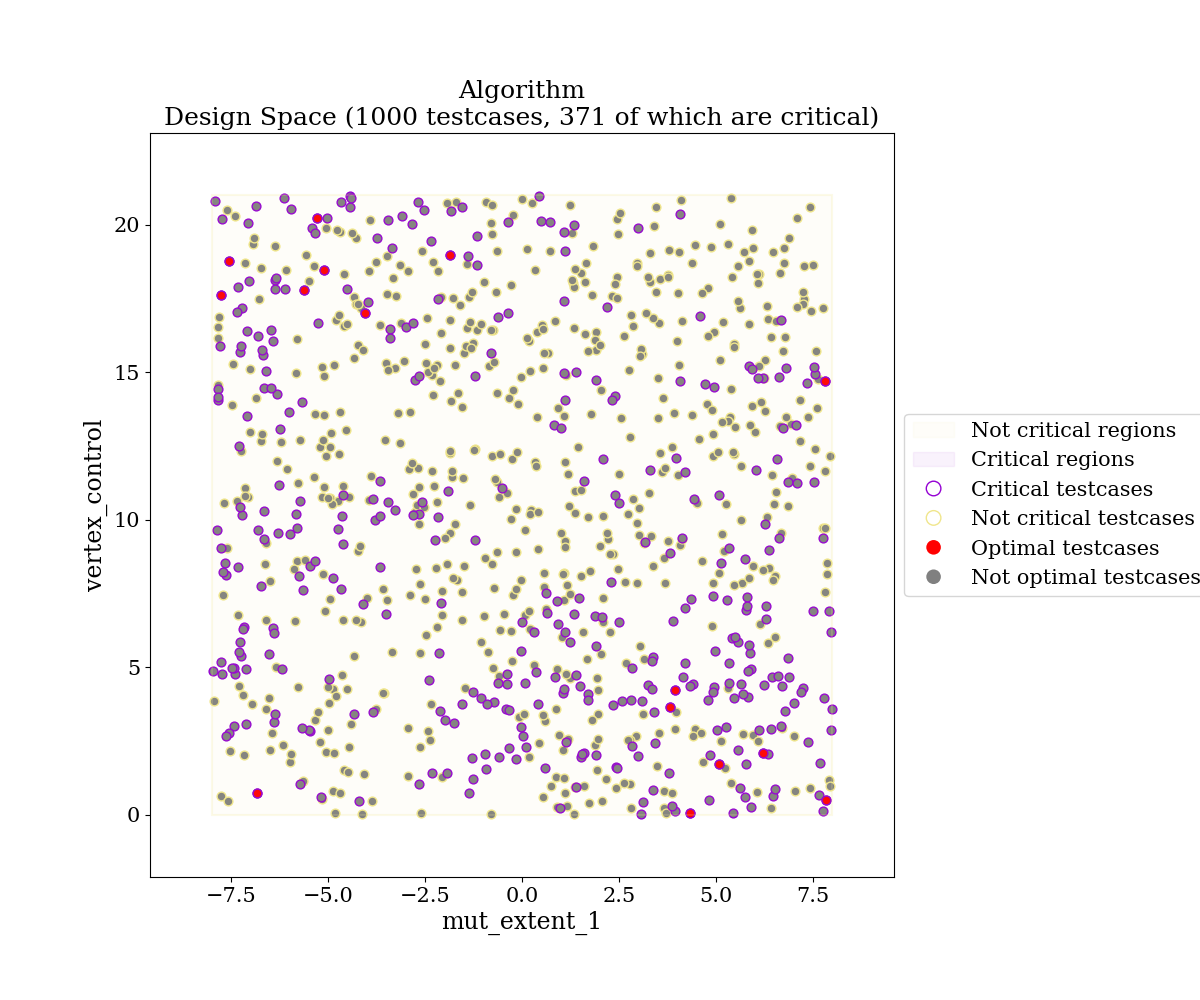 Algorithm
Design Space (1000 testcases, 371 of which are critical)
vertex_control
20
15
10
5
0
−7.5
−5.0
−2.5
0.0
2.5
5.0
7.5
mut_extent_1
Not critical regions
Critical regions
Critical testcases
Not critical testcases
Optimal testcases
Not optimal testcases